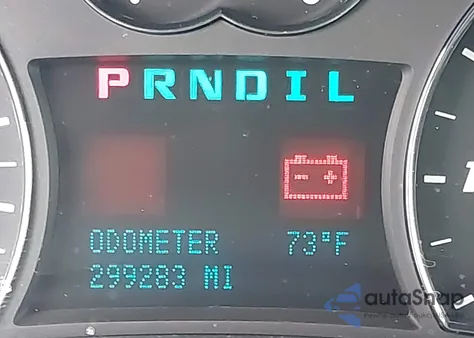 PRNDIL
ODOMETER 73°F
299283 MI
autoSnap